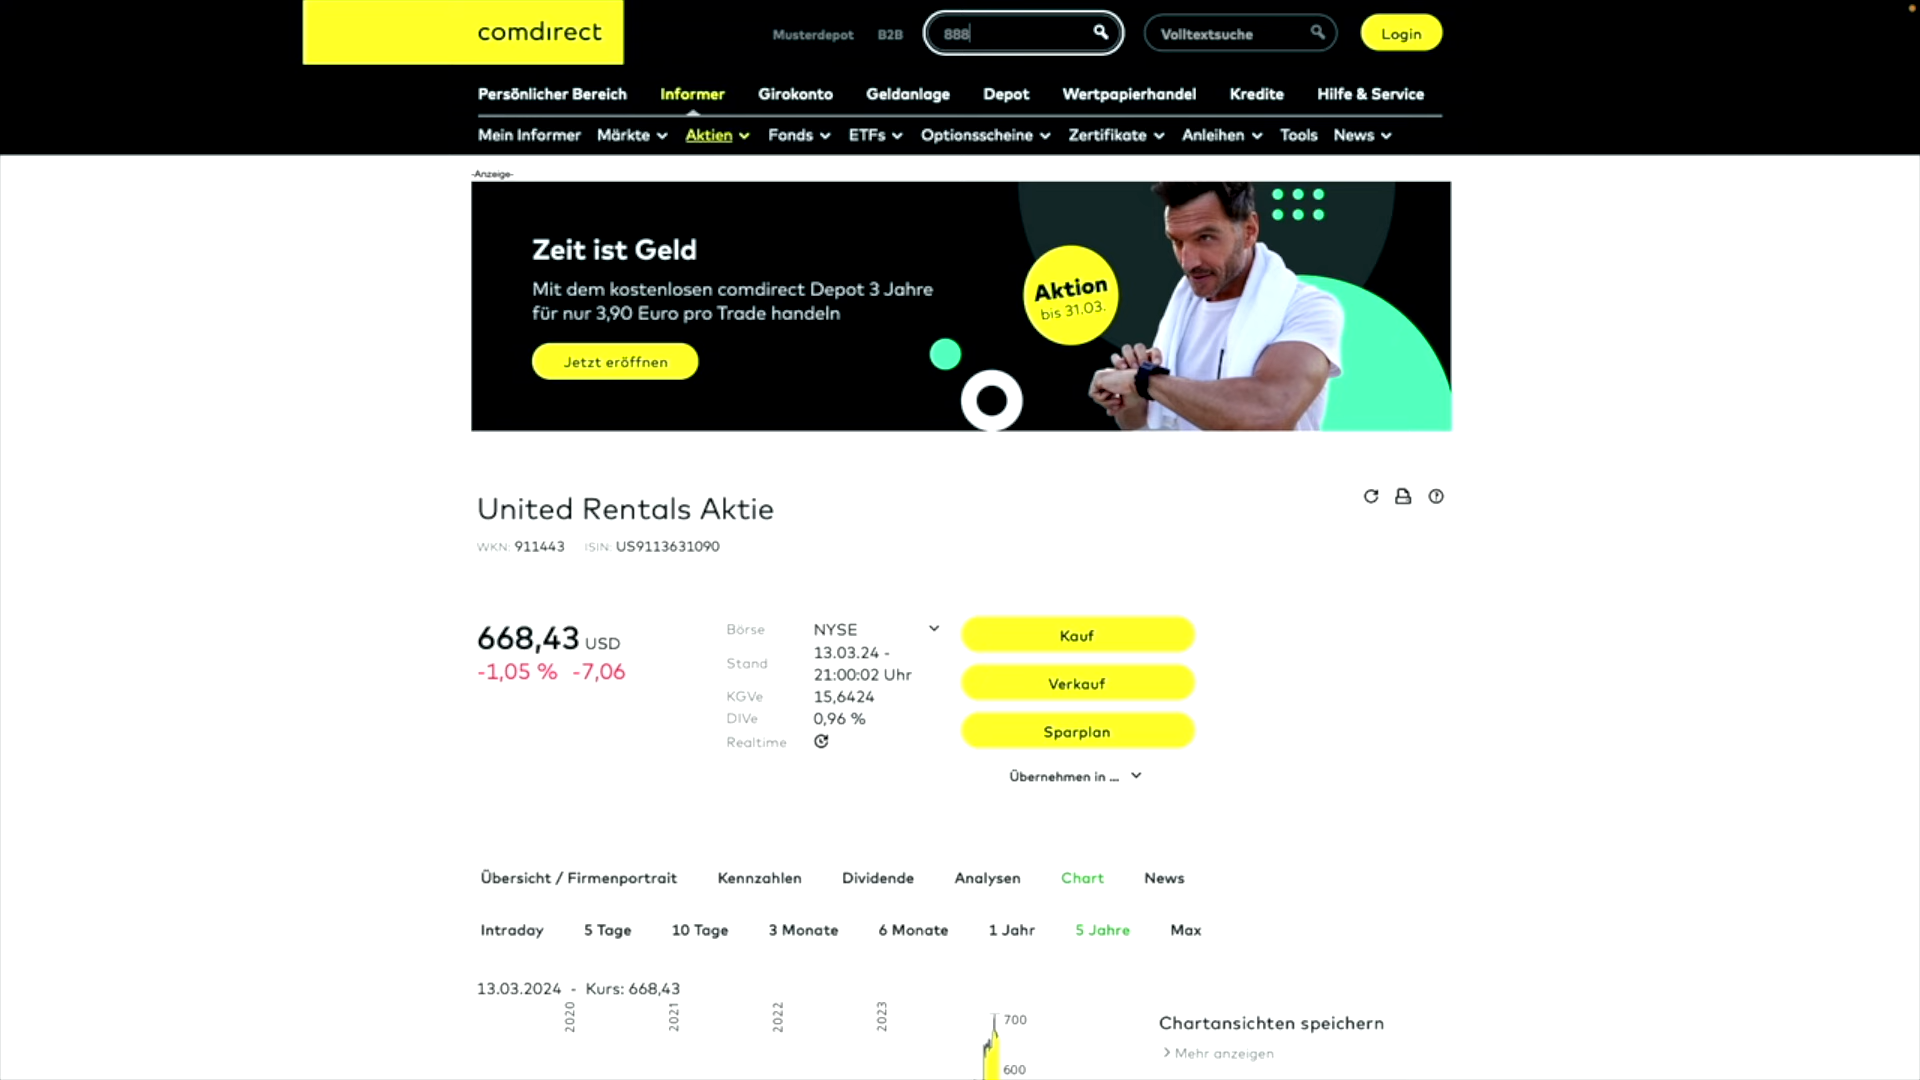 comdirect
Musterdepot B2B 888 Volltextsuche Login
Persönlicher Bereich Informer Girokonto Geldanlage Depot Wertpapierhandel Kredite Hilfe & Service
Mein Informer Märkte Aktien Fonds ETFs Optionsscheine Zertifikate Anleihen Tools News
-Anzeige-
Zeit ist Geld
Mit dem kostenlosen comdirect Depot 3 Jahre
für nur 3,90 Euro pro Trade handeln
Jetzt eröffnen
Aktion
bis 31.03.
United Rentals Aktie
WKN: 911443 ISIN: US9113631090
668,43 USD
-1,05 % -7,06
Börse NYSE
Stand 13.03.24 -
21:00:02 Uhr
KGVe 15,6424
DIVe 0,96 %
Realtime
Kauf
Verkauf
Sparplan
Übernehmen in ...
Übersicht / Firmenportrait Kennzahlen Dividende Analysen Chart News
Intraday 5 Tage 10 Tage 3 Monate 6 Monate 1 Jahr 5 Jahre Max
13.03.2024 - Kurs: 668,43
2020 2021 2022 2023
700
600
Chartansichten speichern
Mehr anzeigen